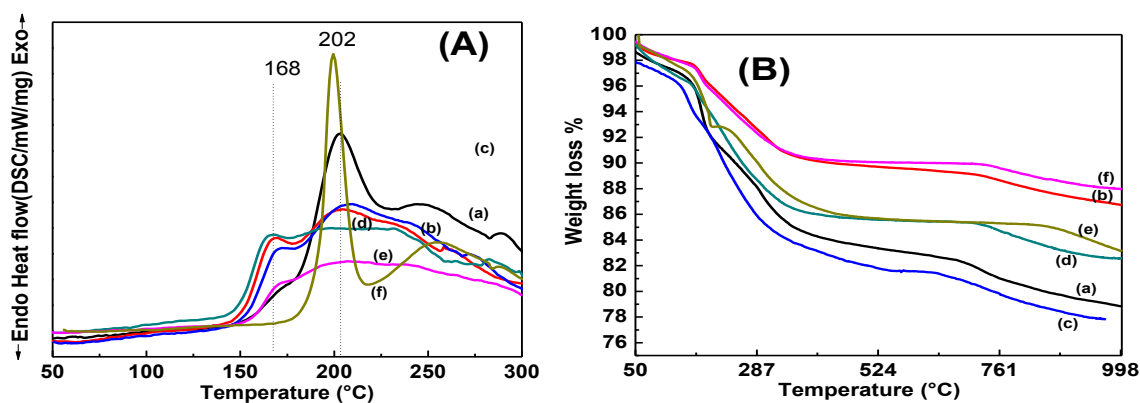 ←Endo Heat flow(DSC/mW/mg) Exo→
(A)
202
168
(c)
(a)
(b)
(d)
(e)
(f)
50 100 150 200 250 300
Temperature (°C)
Weight loss %
(B)
100
98
96
94
92
90
88
86
84
82
80
78
76
(f)
(b)
(e)
(d)
(a)
(c)
50 287 524 761 998
Temperature (°C)